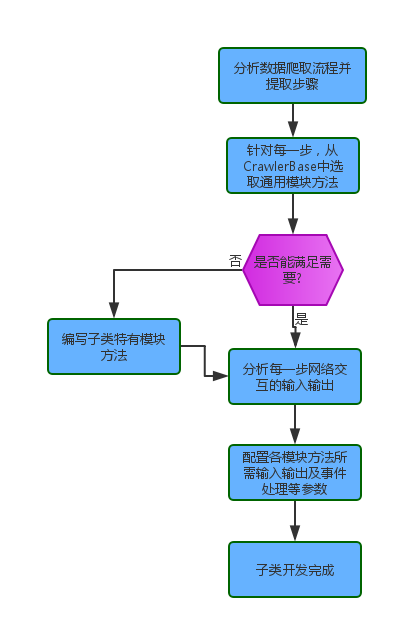 分析数据爬取流程并
提取步骤
针对每一步，从
CrawlerBase中选
取通用模块方法
否
是否能满足需
要?
是
编写子类特有模块
方法
分析每一步网络交
互的输入输出
配置各模块方法所
需输入输出及事件
处理等参数
子类开发完成